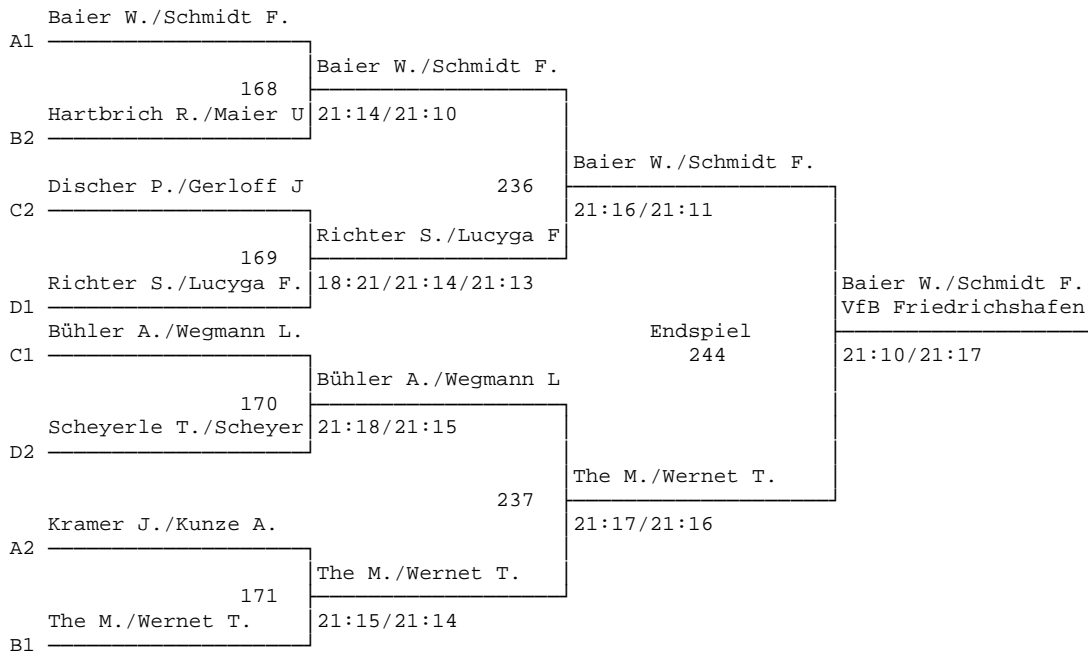 Baier W./Schmidt F.
A1
Baier W./Schmidt F.
168
Hartbrich R./Maier U
21:14/21:10
B2
Baier W./Schmidt F.
Discher P./Gerloff J
236
C2
21:16/21:11
Richter S./Lucyga F
169
Richter S./Lucyga F.
18:21/21:14/21:13
Baier W./Schmidt F.
D1
VfB Friedrichshafen
Bühler A./Wegmann L.
Endspiel
C1
244
21:10/21:17
Bühler A./Wegmann L
170
Scheyerle T./Scheyer
21:18/21:15
D2
The M./Wernet T.
237
Kramer J./Kunze A.
21:17/21:16
A2
The M./Wernet T.
171
The M./Wernet T.
21:15/21:14
B1